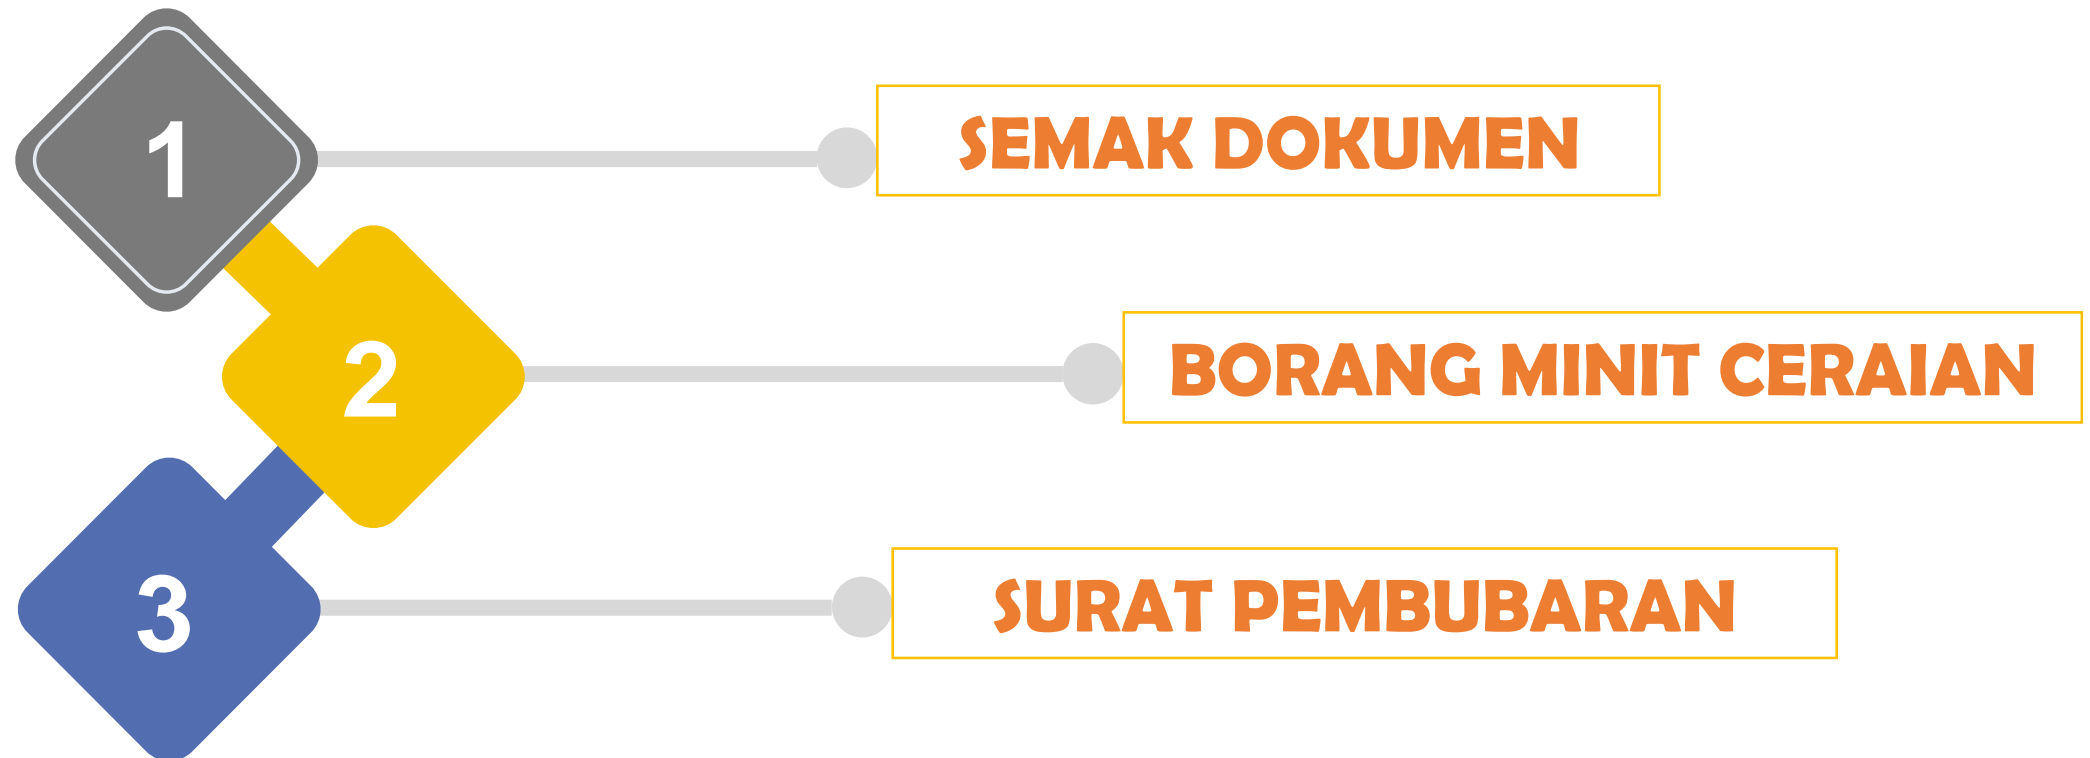 1
SEMAK DOKUMEN
2
BORANG MINIT CERAIAN
3
SURAT PEMBUBARAN